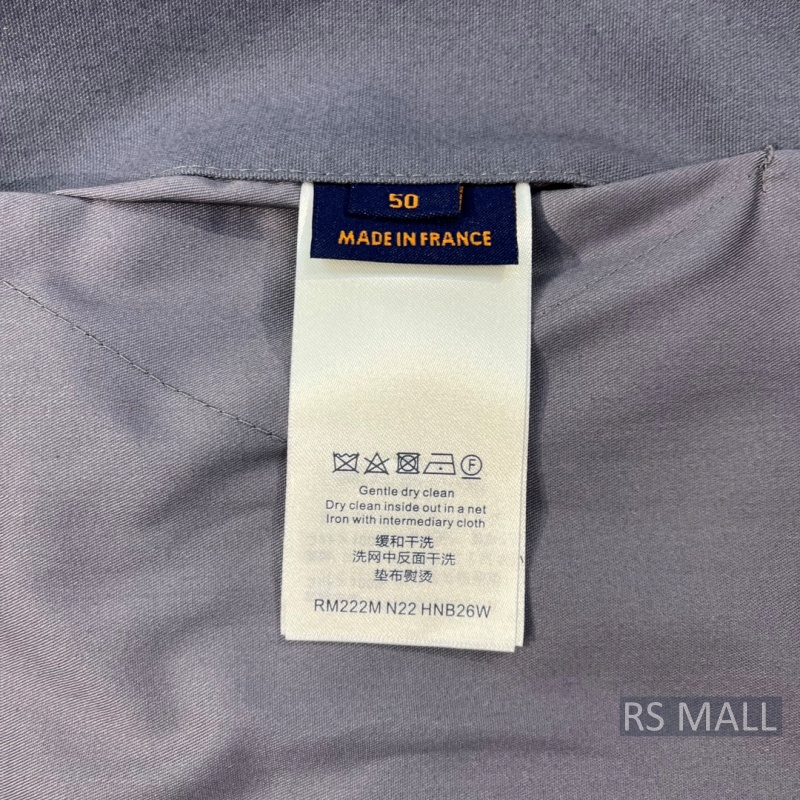 50
MADE IN FRANCE
Gentle dry clean
Dry clean inside out in a net
Iron with intermediary cloth
缓和干洗
洗网中反面干洗
垫布熨烫
RM222M N22 HNB26W
RS MALL